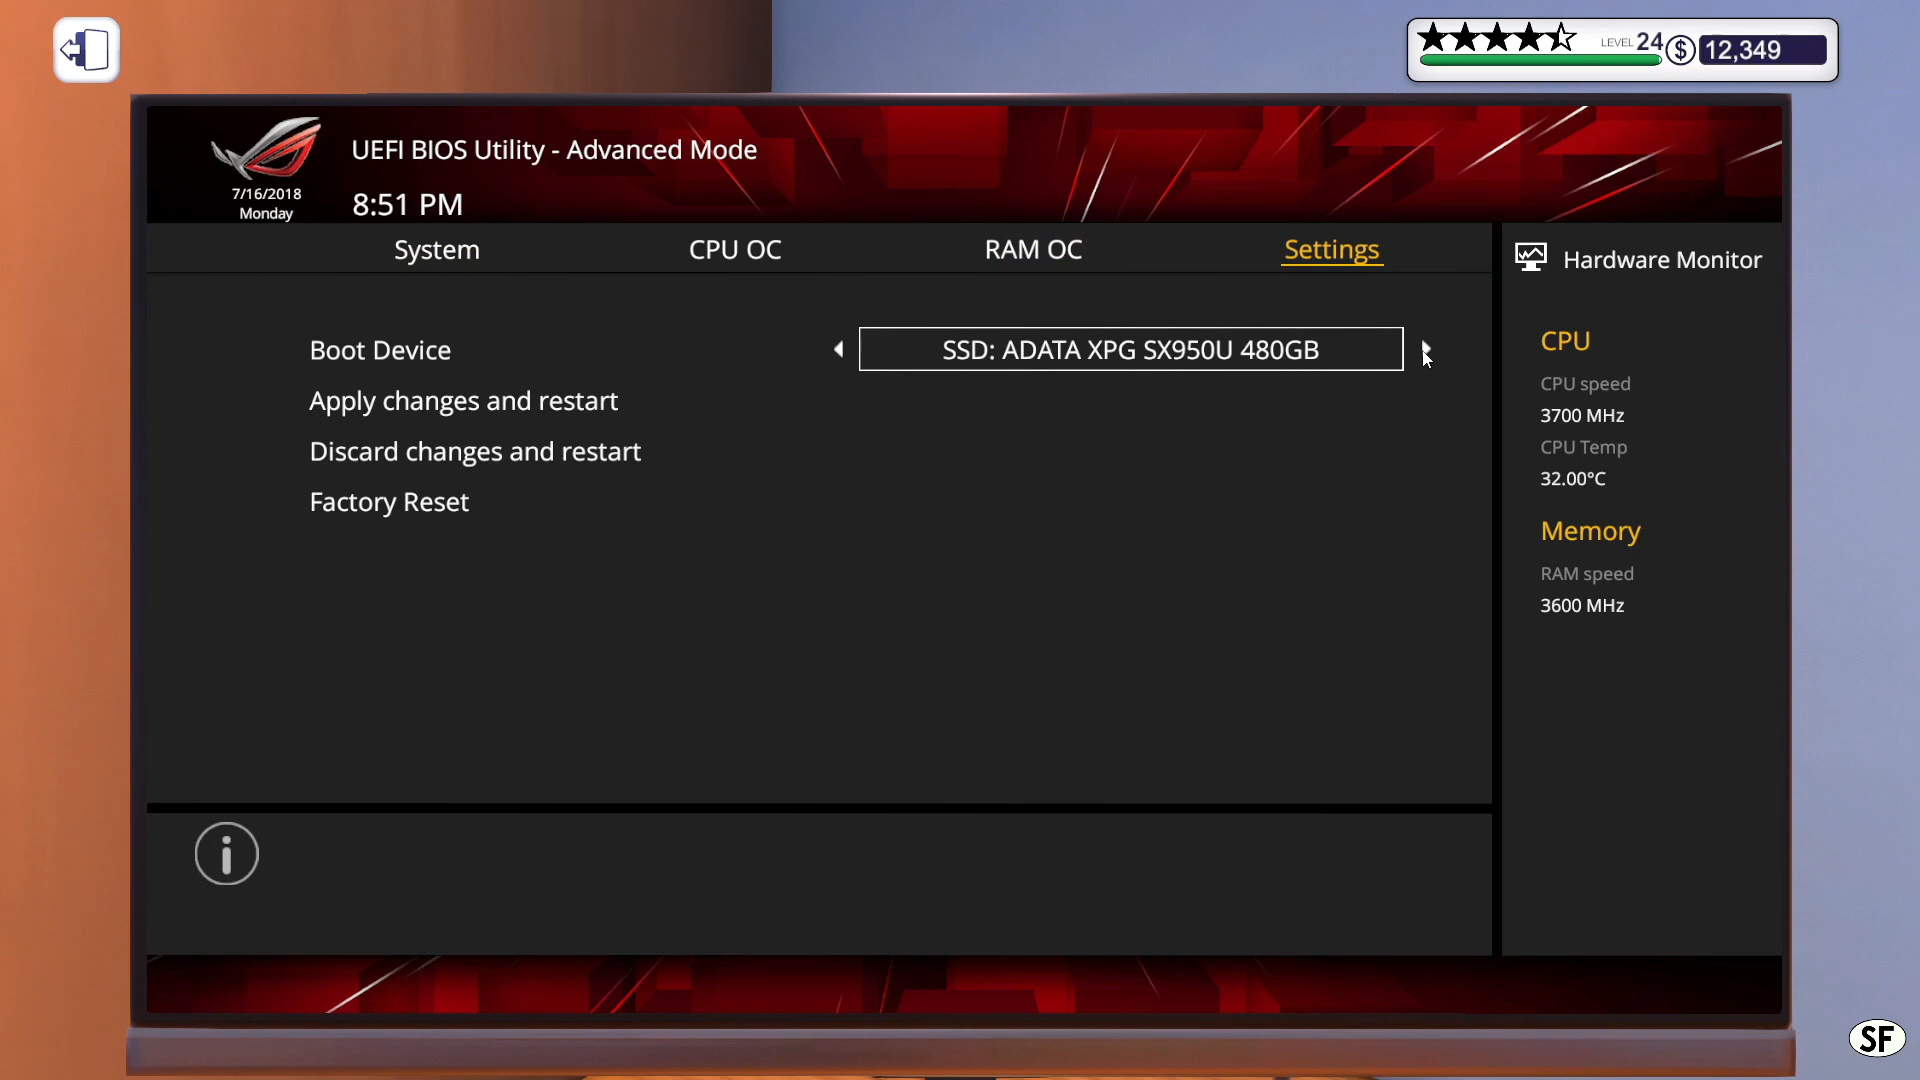 LEVEL 24 $ 12,349
UEFI BIOS Utility - Advanced Mode
7/16/2018
Monday
8:51 PM
System CPU OC RAM OC Settings
Hardware Monitor
Boot Device SSD: ADATA XPG SX950U 480GB
Apply changes and restart
Discard changes and restart
Factory Reset
CPU
CPU speed
3700 MHz
CPU Temp
32.00°C
Memory
RAM speed
3600 MHz
i
SF